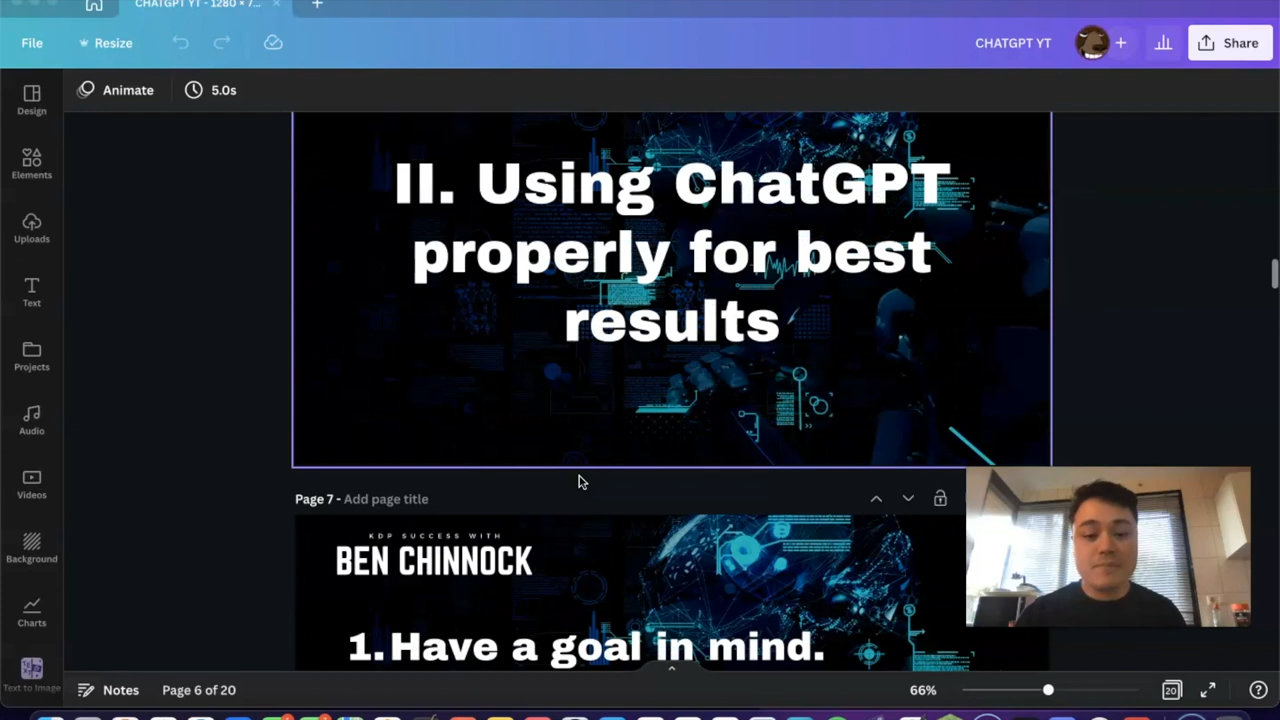 CHATGPT YT - 1280 × 7...
File
Resize
CHATGPT YT
Share
Design
Animate
5.0s
Elements
Uploads
Text
Projects
Audio
Videos
Background
Charts
Text to Image
II. Using ChatGPT
properly for best
results
Page 7 - Add page title
KDP SUCCESS WITH
BEN CHINNOCK
1.Have a goal in mind.
Notes
Page 6 of 20
66%
20